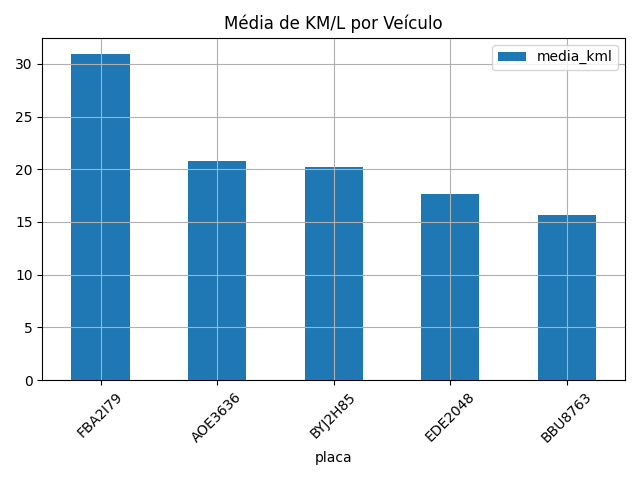 Média de KM/L por Veículo
media_kml
30
25
20
15
10
5
0
FBA2I79
AOE3636
BYJ2H85
EDE2048
BBU8763
placa